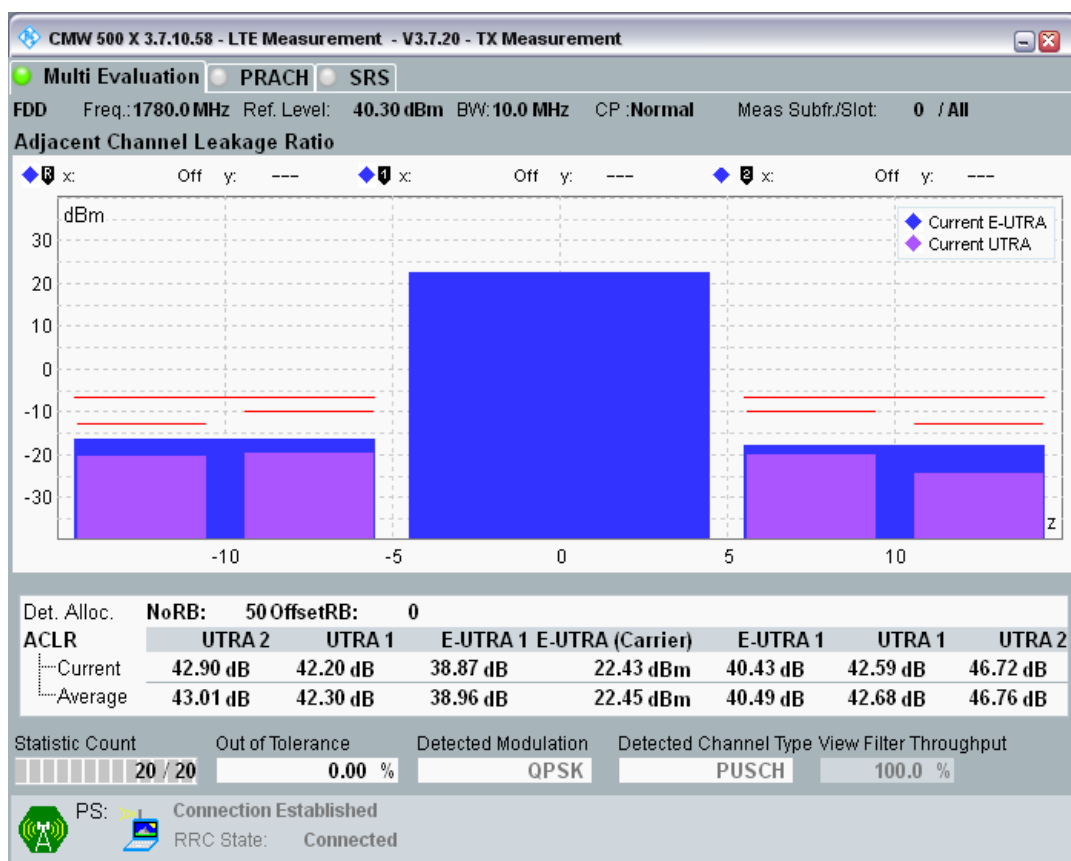 CMW 500 X 3.7.10.58 - LTE Measurement - V3.7.20 - TX Measurement
Multi Evaluation PRACH SRS
FDD Freq.: 1780.0 MHz Ref. Level: 40.30 dBm BW: 10.0 MHz CP : Normal Meas Subfr./Slot: 0 / All
Adjacent Channel Leakage Ratio
R x: Off y: --- 1 x: Off y: --- 2 x: Off y: ---
dBm
Current E-UTRA
Current UTRA
30
20
10
0
-10
-20
-30
z
-10 -5 0 5 10
Det. Alloc. NoRB: 50 OffsetRB: 0
ACLR UTRA 2 UTRA 1 E-UTRA 1 E-UTRA (Carrier) E-UTRA 1 UTRA 1 UTRA 2
Current 42.90 dB 42.20 dB 38.87 dB 22.43 dBm 40.43 dB 42.59 dB 46.72 dB
Average 43.01 dB 42.30 dB 38.96 dB 22.45 dBm 40.49 dB 42.68 dB 46.76 dB
Statistic Count Out of Tolerance Detected Modulation Detected Channel Type View Filter Throughput
20 / 20 0.00 % QPSK PUSCH 100.0 %
PS: Connection Established
RRC State: Connected